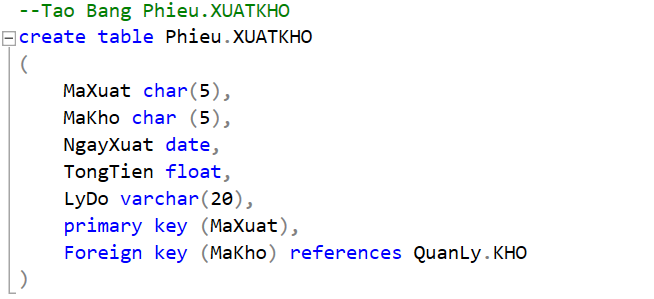 --Tao Bang Phieu.XUATKHO
create table Phieu.XUATKHO
(
MaXuat char(5),
MaKho char (5),
NgayXuat date,
TongTien float,
LyDo varchar(20),
primary key (MaXuat),
Foreign key (MaKho) references QuanLy.KHO
)